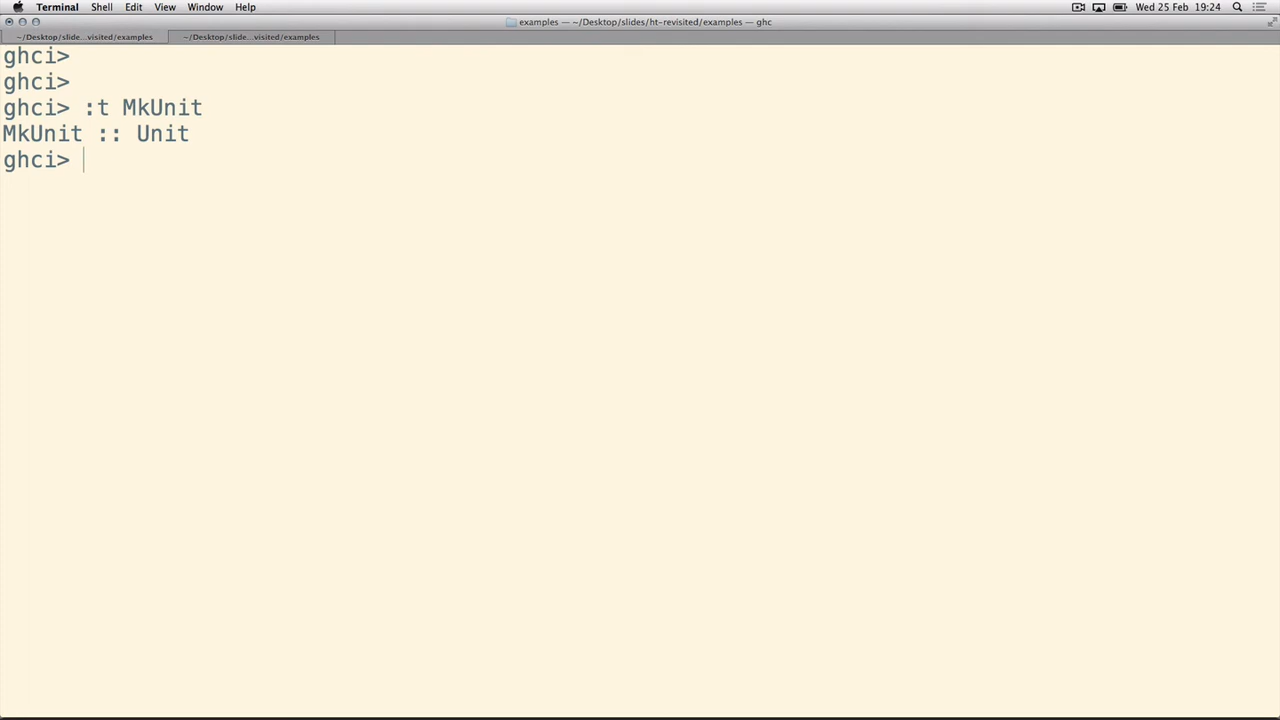 Terminal Shell Edit View Window Help Wed 25 Feb 19:24
examples — ~/Desktop/slides/ht-revisited/examples — ghc
~/Desktop/slide...visited/examples ~/Desktop/slide...visited/examples
ghci>
ghci>
ghci> :t MkUnit
MkUnit :: Unit
ghci>